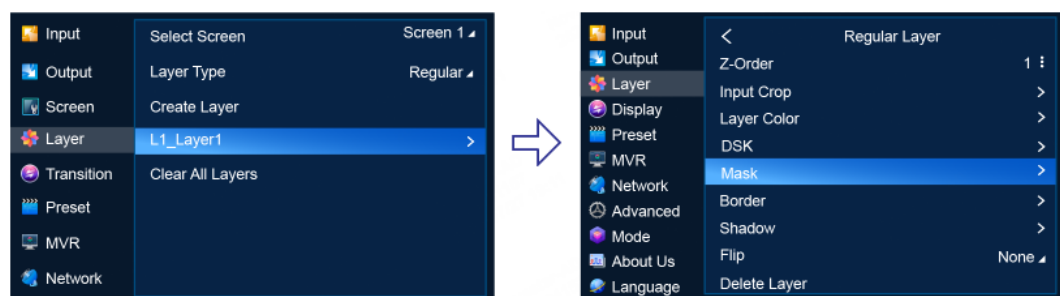 Input
Output
Screen
Layer
Transition
Preset
MVR
Network
Select Screen Screen 1
Layer Type Regular
Create Layer
L1_Layer1 >
Clear All Layers
Input
Output
Layer
Display
Preset
MVR
Network
Advanced
Mode
About Us
Language
< Regular Layer
Z-Order 1
Input Crop >
Layer Color >
DSK >
Mask >
Border >
Shadow >
Flip None
Delete Layer